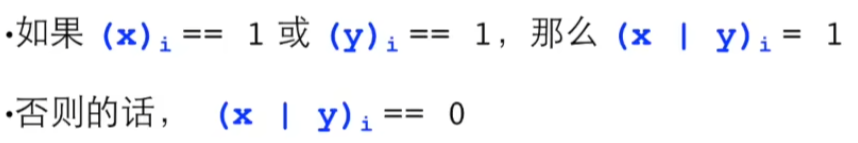 •如果 (x)i == 1 或 (y)i == 1, 那么 (x | y)i = 1
•否则的话, (x | y)i == 0